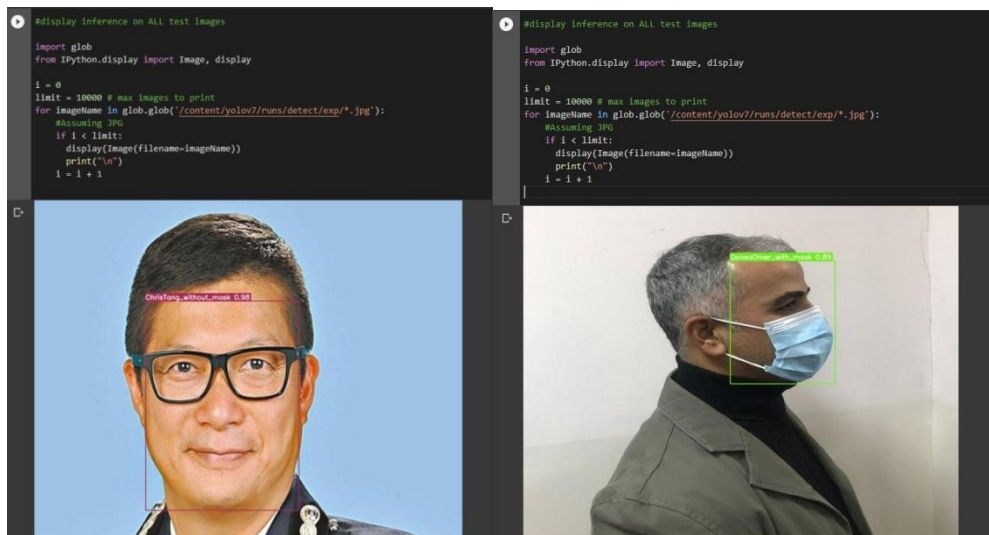 #display inference on ALL test images
import glob
from IPython.display import Image, display
i = 0
limit = 10000 # max images to print
for imageName in glob.glob('/content/yolov7/runs/detect/exp/*.jpg'):
#Assuming JPG
if i < limit:
display(Image(filename=imageName))
print("\n")
i = i + 1
ChrisTang_without_mask 0.98
#display inference on ALL test images
import glob
from IPython.display import Image, display
i = 0
limit = 10000 # max images to print
for imageName in glob.glob('/content/yolov7/runs/detect/exp/*.jpg'):
#Assuming JPG
if i < limit:
display(Image(filename=imageName))
print("\n")
i = i + 1
DaneaOmer_with_mask 0.89